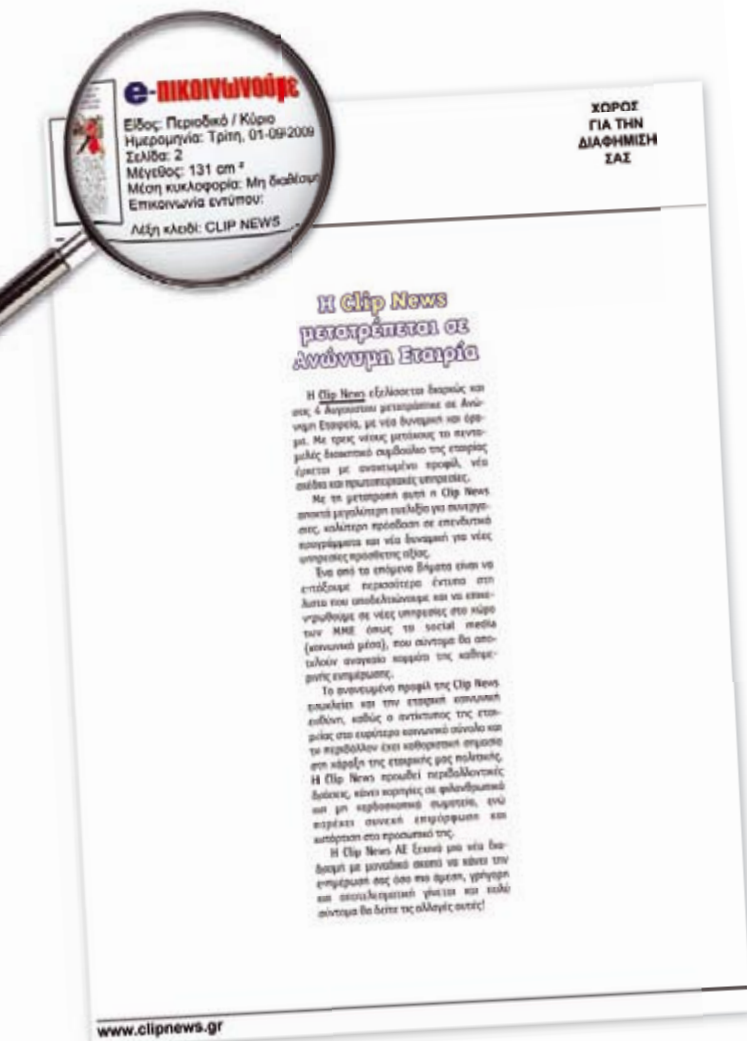 e-πικοινωνούμε
Είδος: Περιοδικό / Κύριο
Ημερομηνία: Τρίτη, 01-09-2009
Σελίδα: 2
Μέγεθος: 131 cm ²
Μέση κυκλοφορία: Μη διαθέσιμη
Επικοινωνία εντύπου:
Λέξη κλειδί: CLIP NEWS
ΧΩΡΟΣ
ΓΙΑ ΤΗΝ
ΔΙΑΦΗΜΙΣΗ
ΣΑΣ
Η Clip News
μετατρέπεται σε
Ανώνυμη Εταιρία
Η Clip News εξελίσσεται διαρκώς και
στις 4 Αυγούστου μετατράπηκε σε Ανώ-
νυμη Εταιρεία, με νέα δυναμική και όρα-
μα. Με τρεις νέους μετόχους το πεντα-
μελές διοικητικό συμβούλιο της εταιρίας
έρχεται με ανανεωμένο προφίλ, νέα
σχέδια και πρωτοποριακές υπηρεσίες.
Με τη μετατροπή αυτή η Clip News
αποκτά μεγαλύτερη ευελιξία για συνεργα-
σίες, καλύτερη πρόσβαση σε επενδυτικά
προγράμματα και νέα δυναμική για νέες
υπηρεσίες πρόσθετης αξίας.
Ένα από τα επόμενα βήματα είναι να
εντάξουμε περισσότερα έντυπα στη
λίστα που αποδελτιώνουμε και να επικε-
ντρωθούμε σε νέες υπηρεσίες στο χώρο
των ΜΜΕ όπως τα social media
(κοινωνικά μέσα), που σύντομα θα απο-
τελούν αναγκαίο κομμάτι της καθημε-
ρινής ενημέρωσης.
Το ανανεωμένο προφίλ της Clip News
εσωκλείει και την εταιρική κοινωνική
ευθύνη, καθώς ο αντίκτυπος της εται-
ρείας στο ευρύτερο κοινωνικό σύνολο και
το περιβάλλον έχει καθοριστική σημασία
στη χάραξη της εταιρικής μας πολιτικής.
Η Clip News προωθεί περιβαλλοντικές
δράσεις, κάνει χορηγίες σε φιλανθρωπικά
και μη κερδοσκοπικά σωματεία, ενώ
παρέχει συνεχή επιμόρφωση και
κατάρτιση στο προσωπικό της.
Η Clip News ΑΕ ξεκινά μια νέα δια-
δρομή με μοναδικό σκοπό να κάνει την
ενημέρωσή σας όσο πιο άμεση, γρήγορη
και αποτελεσματική γίνεται και πολύ
σύντομα θα δείτε τις αλλαγές αυτές!
www.clipnews.gr